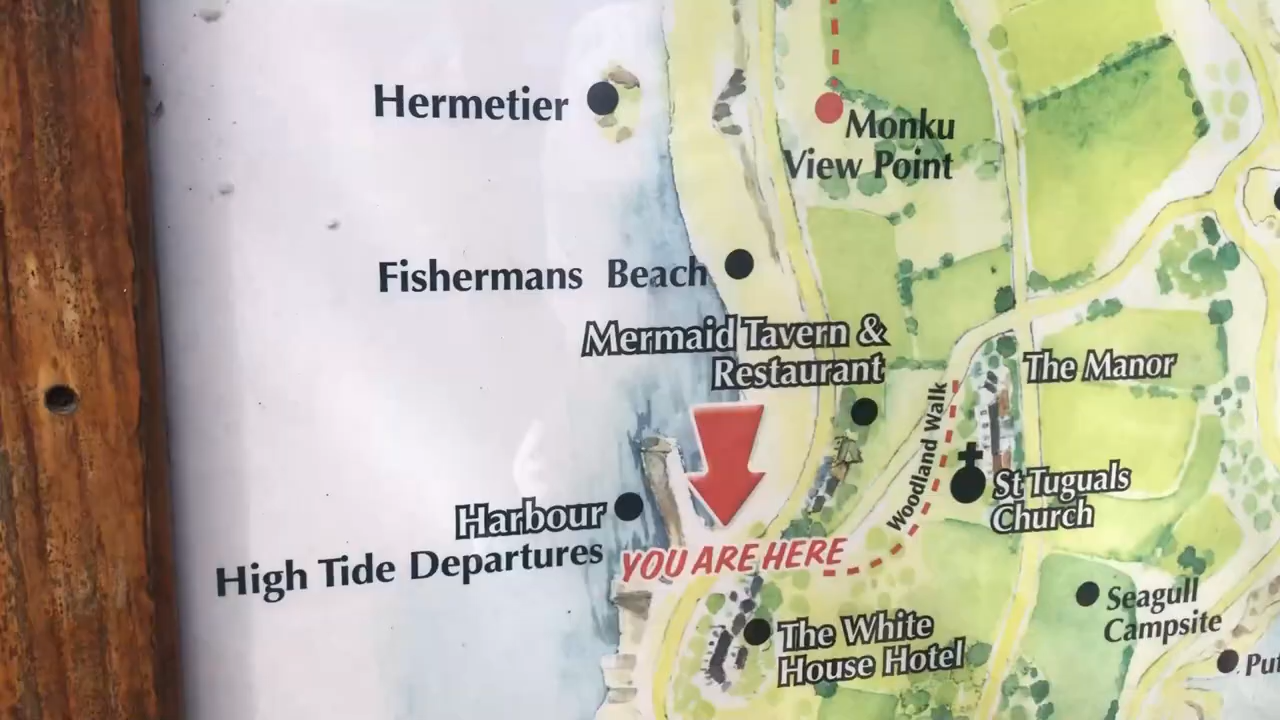 Hermetier
Monku
View Point
Fishermans Beach
Mermaid Tavern &
Restaurant
The Manor
Woodland Walk
St Tuguals
Church
Harbour
High Tide Departures
YOU ARE HERE
Seagull
Campsite
The White
House Hotel